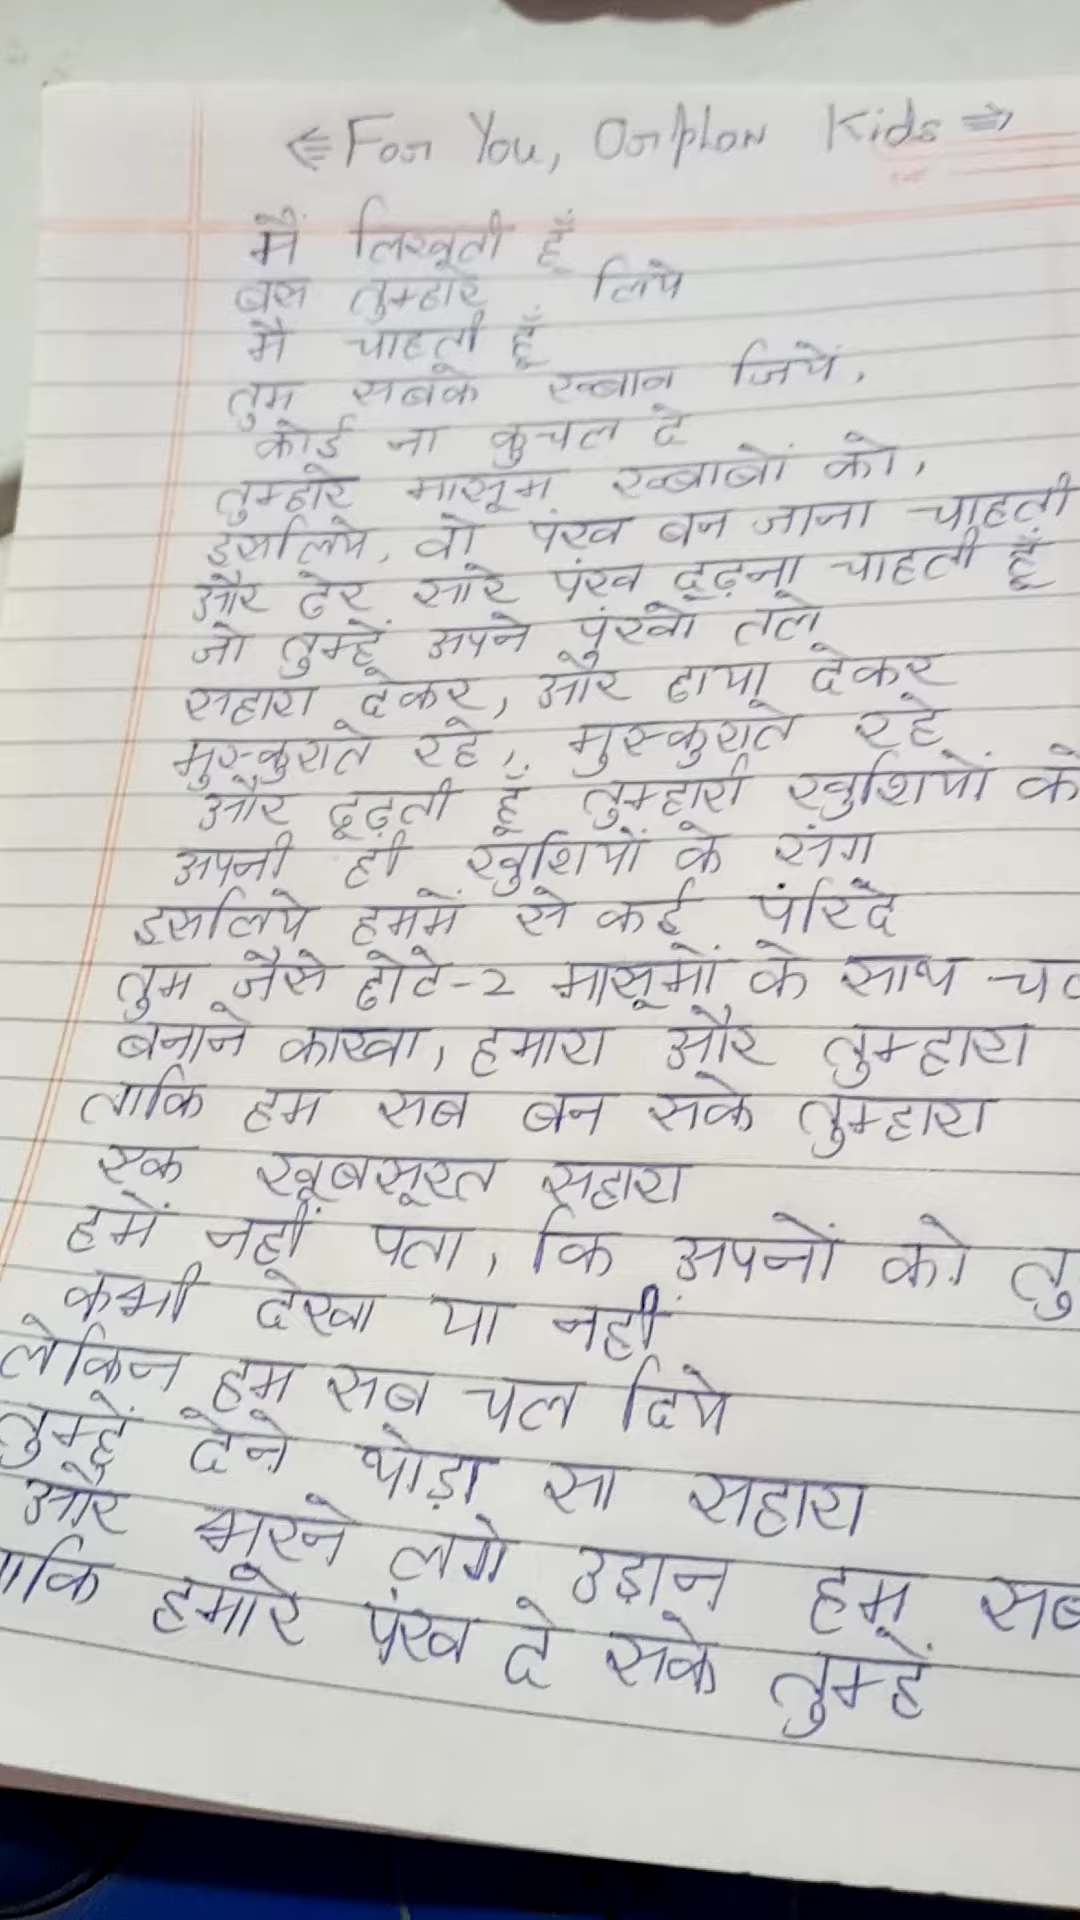 ⇐ For You, Orphan Kids ⇒
मैं लिखती हूँ
बस तुम्हारे लिये
मैं चाहती हूँ
तुम सबके ख्बाव जियें,
कोई ना कुचल दे
तुम्हारे मासूम ख्बाबों को,
इसलिये, वो पंख बन जाना चाहती
और ढेर सारे पंख ढूढ़ना चाहती हूँ
जो तुम्हें अपने पंखों तले
सहारा देकर, और छाया देकर
मुस्कुराते रहे, मुस्कुराते रहे
और ढूढ़ती हूँ तुम्हारी खुशियों को
अपनी ही खुशियों के संग
इसलिये हममें से कई परिंदे
तुम जैसे छोटे-2 मासूमों के साथ
बनाने कारवा, हमारा और तुम्हारा
ताकि हम सब बन सके तुम्हारा
एक खूबसूरत सहारा
हमें नहीं पता, कि अपनों को तु
कभी देखा या नहीं
लेकिन हम सब चल दिये
तुम्हें देने थोड़ा सा सहारा
और भरने लगे उड़ान हम सब
ताकि हमारे पंख दे सके तुम्हें